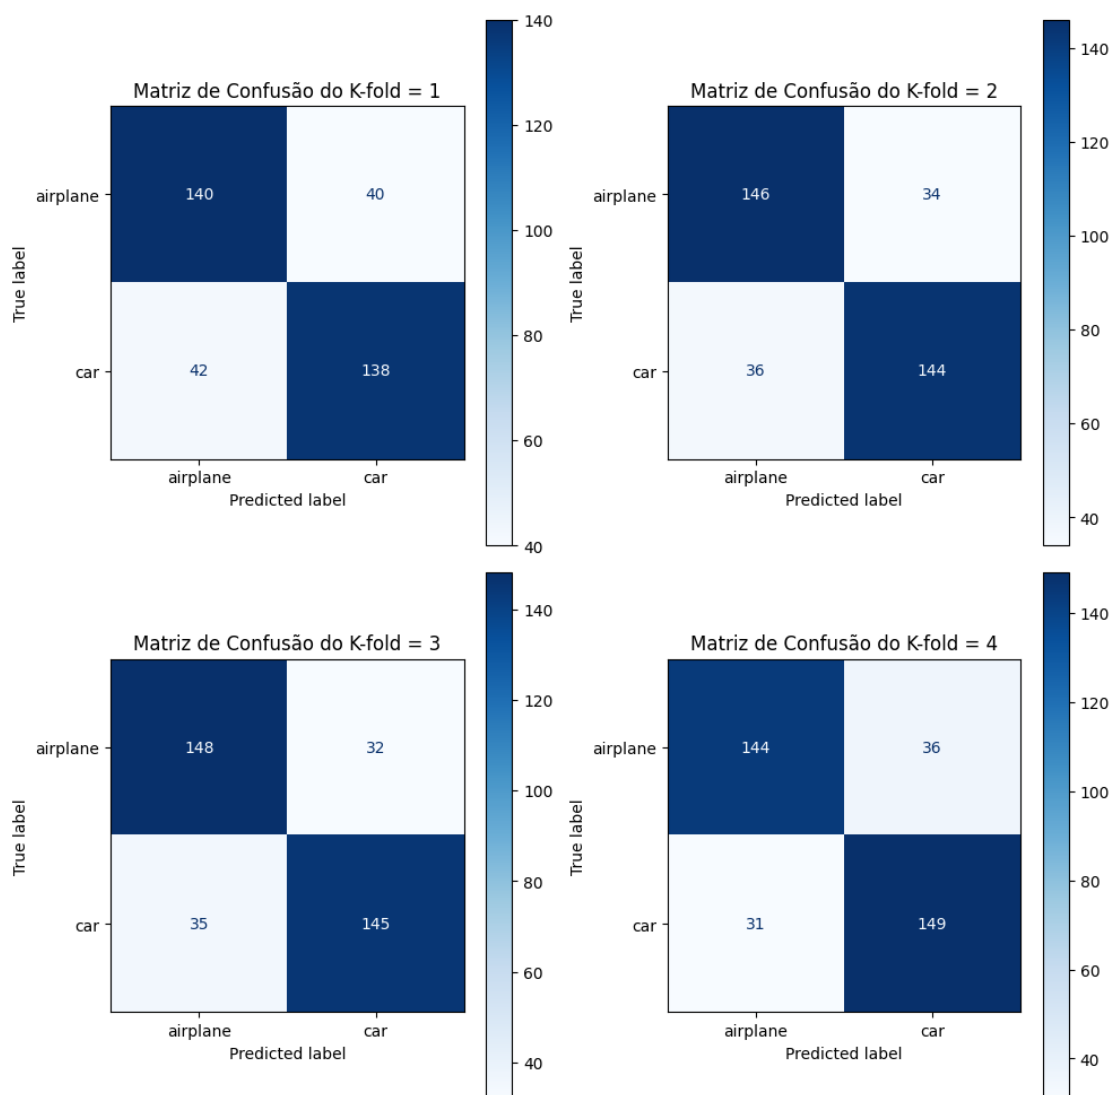 Matriz de Confusão do K-fold = 1
True label
airplane
car
140 40
42 138
airplane car
Predicted label
140
120
100
80
60
40
Matriz de Confusão do K-fold = 2
True label
airplane
car
146 34
36 144
airplane car
Predicted label
140
120
100
80
60
40
Matriz de Confusão do K-fold = 3
True label
airplane
car
148 32
35 145
airplane car
Predicted label
140
120
100
80
60
40
Matriz de Confusão do K-fold = 4
True label
airplane
car
144 36
31 149
airplane car
Predicted label
140
120
100
80
60
40